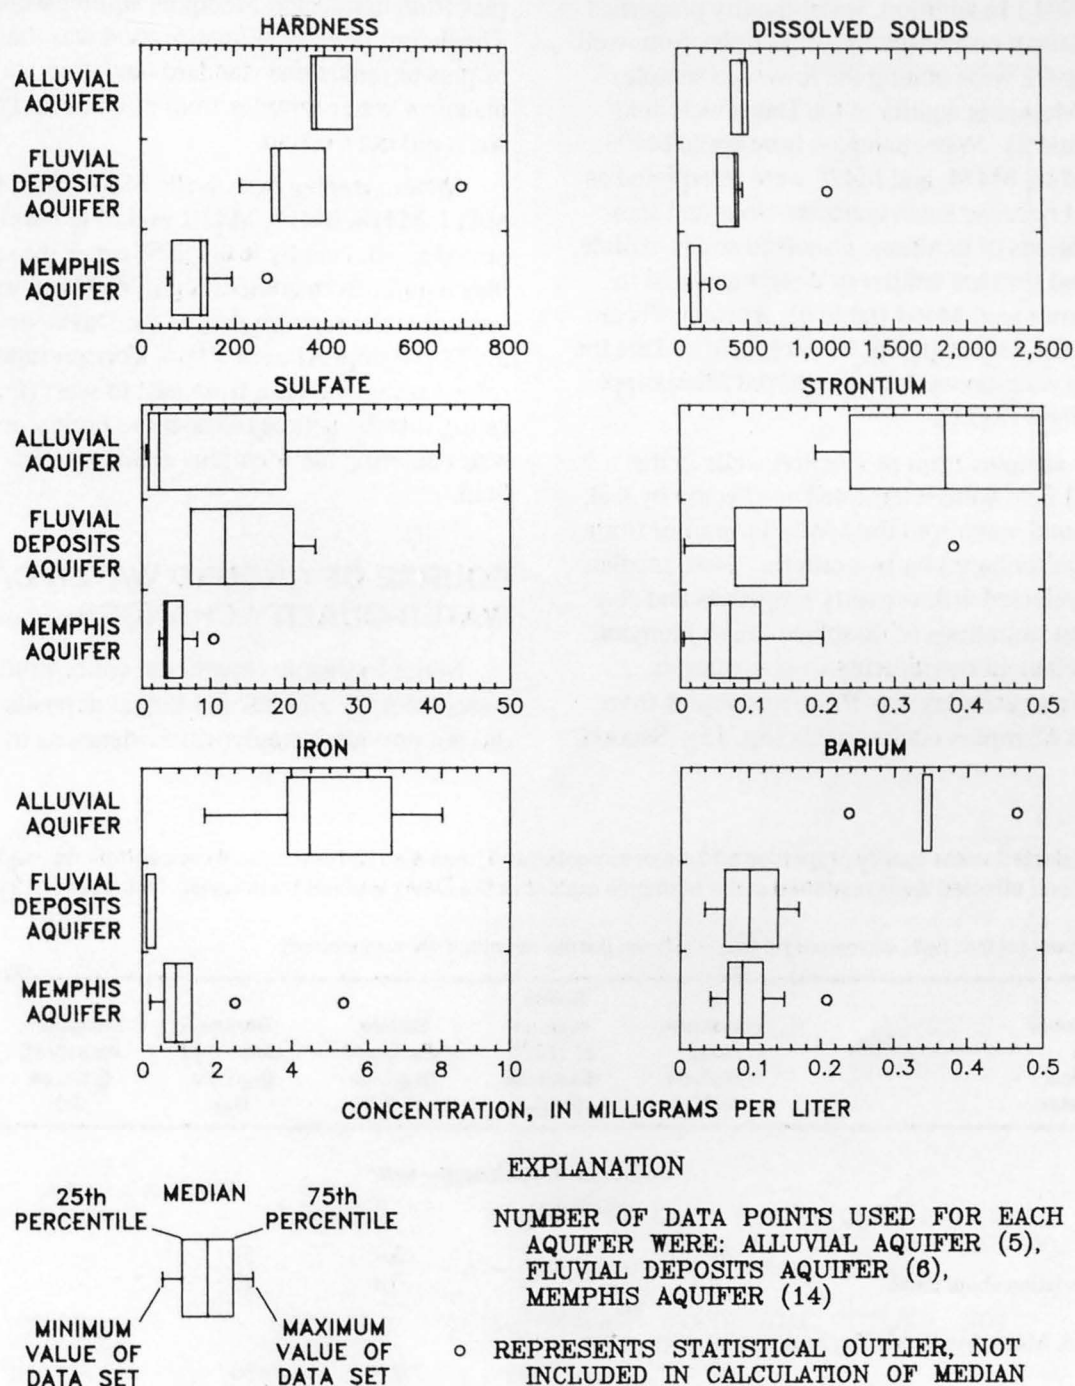 HARDNESS
ALLUVIAL
AQUIFER
FLUVIAL
DEPOSITS
AQUIFER
MEMPHIS
AQUIFER
0 200 400 600 800
DISSOLVED SOLIDS
0 500 1,000 1,500 2,000 2,500
SULFATE
ALLUVIAL
AQUIFER
FLUVIAL
DEPOSITS
AQUIFER
MEMPHIS
AQUIFER
0 10 20 30 40 50
STRONTIUM
0 0.1 0.2 0.3 0.4 0.5
IRON
ALLUVIAL
AQUIFER
FLUVIAL
DEPOSITS
AQUIFER
MEMPHIS
AQUIFER
0 2 4 6 8 10
BARIUM
0 0.1 0.2 0.3 0.4 0.5
CONCENTRATION, IN MILLIGRAMS PER LITER
EXPLANATION
25th
PERCENTILE
MEDIAN
75th
PERCENTILE
MINIMUM
VALUE OF
DATA SET
MAXIMUM
VALUE OF
DATA SET
NUMBER OF DATA POINTS USED FOR EACH
AQUIFER WERE: ALLUVIAL AQUIFER (5),
FLUVIAL DEPOSITS AQUIFER (6),
MEMPHIS AQUIFER (14)
REPRESENTS STATISTICAL OUTLIER, NOT
INCLUDED IN CALCULATION OF MEDIAN